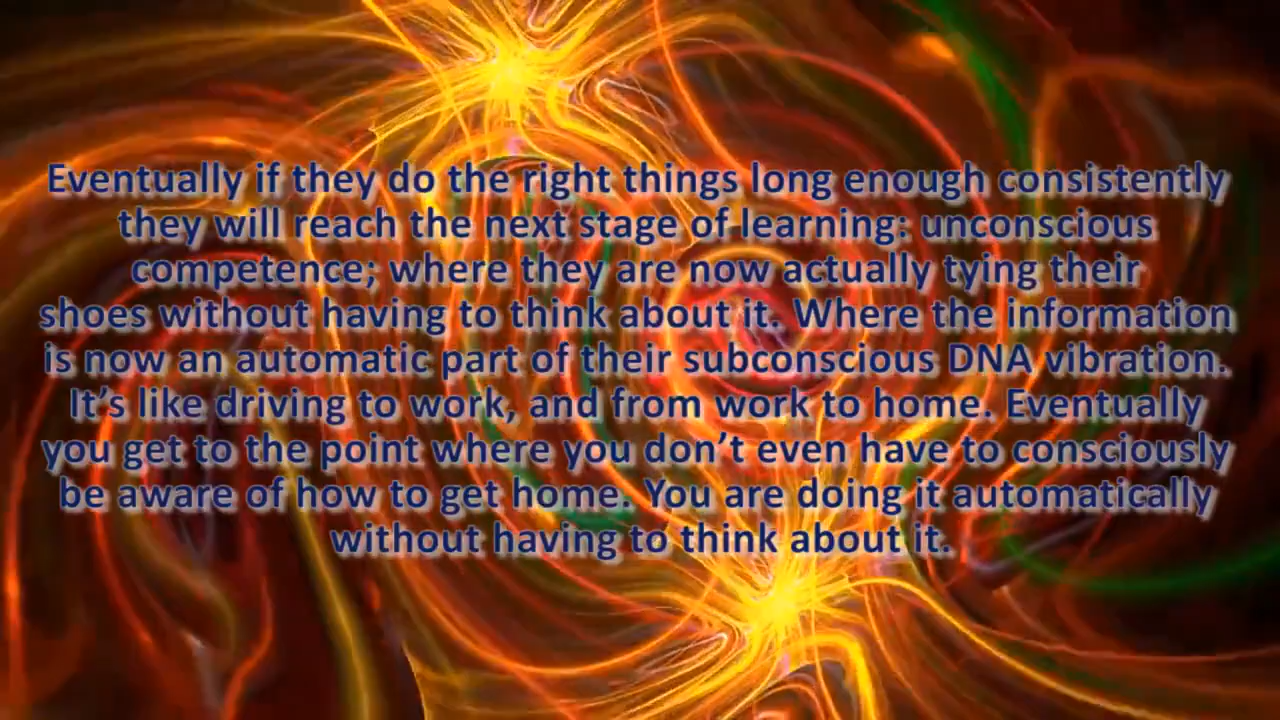 Eventually if they do the right things long enough consistently
they will reach the next stage of learning: unconscious
competence; where they are now actually tying their
shoes without having to think about it. Where the information
is now an automatic part of their subconscious DNA vibration.
It’s like driving to work, and from work to home. Eventually
you get to the point where you don’t even have to consciously
be aware of how to get home. You are doing it automatically
without having to think about it.